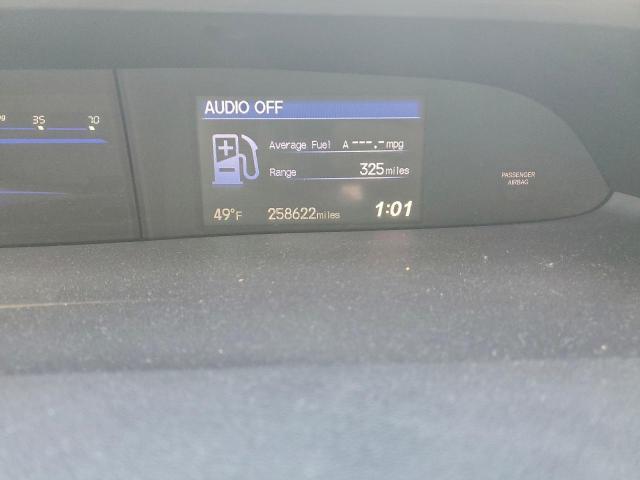 35 70
AUDIO OFF
Average Fuel A ---.- mpg
Range 325 miles
49°F 258622 miles 1:01
PASSENGER
AIRBAG